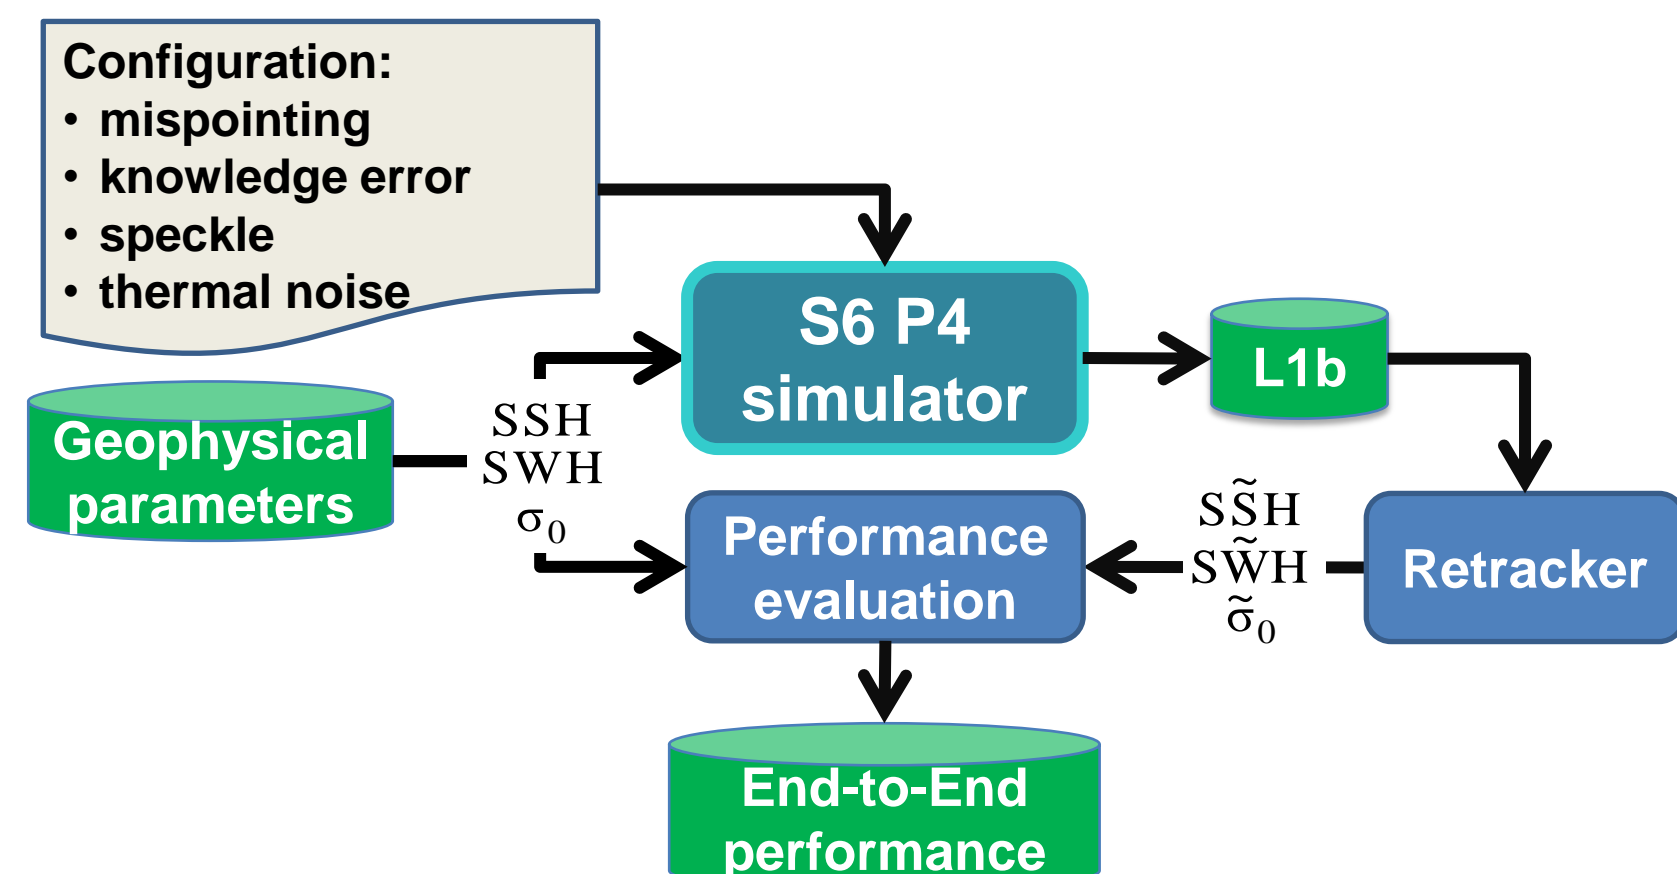 Configuration:
• mispointing
• knowledge error
• speckle
• thermal noise
S6 P4
simulator
L1b
Geophysical
parameters
SSH
SWH
σ₀
Performance
evaluation
SS̃H
SW̃H
σ̃₀
Retracker
End-to-End
performance